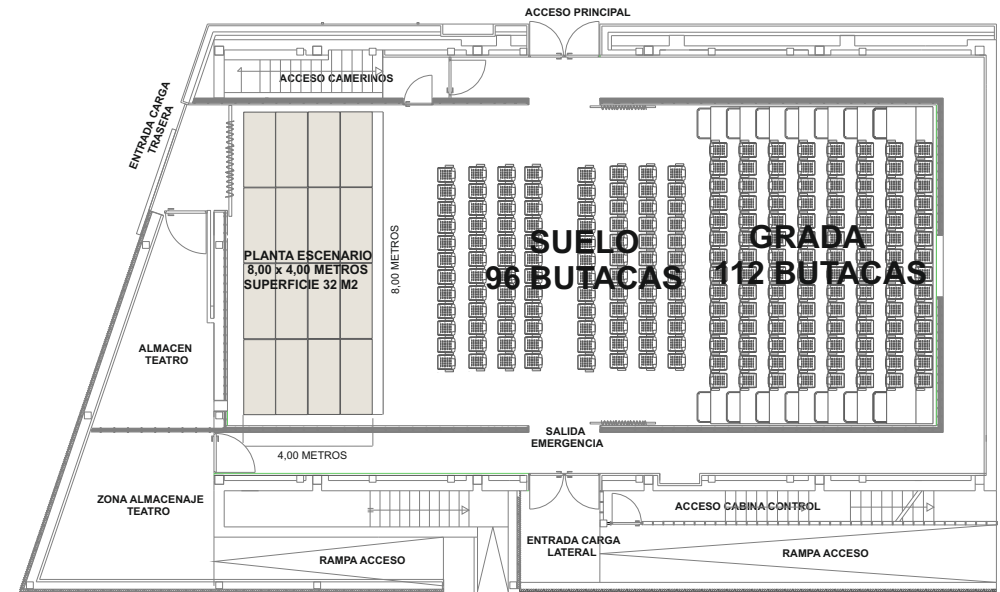 ACCESO PRINCIPAL
ACCESO CAMERINOS
ENTRADA CARGA
TRASERA
PLANTA ESCENARIO
8,00 x 4,00 METROS
SUPERFICIE 32 M2
8,00 METROS
SUELO
96 BUTACAS
GRADA
112 BUTACAS
ALMACEN
TEATRO
SALIDA
EMERGENCIA
4,00 METROS
ZONA ALMACENAJE
TEATRO
ACCESO CABINA CONTROL
ENTRADA CARGA
LATERAL
RAMPA ACCESO
RAMPA ACCESO